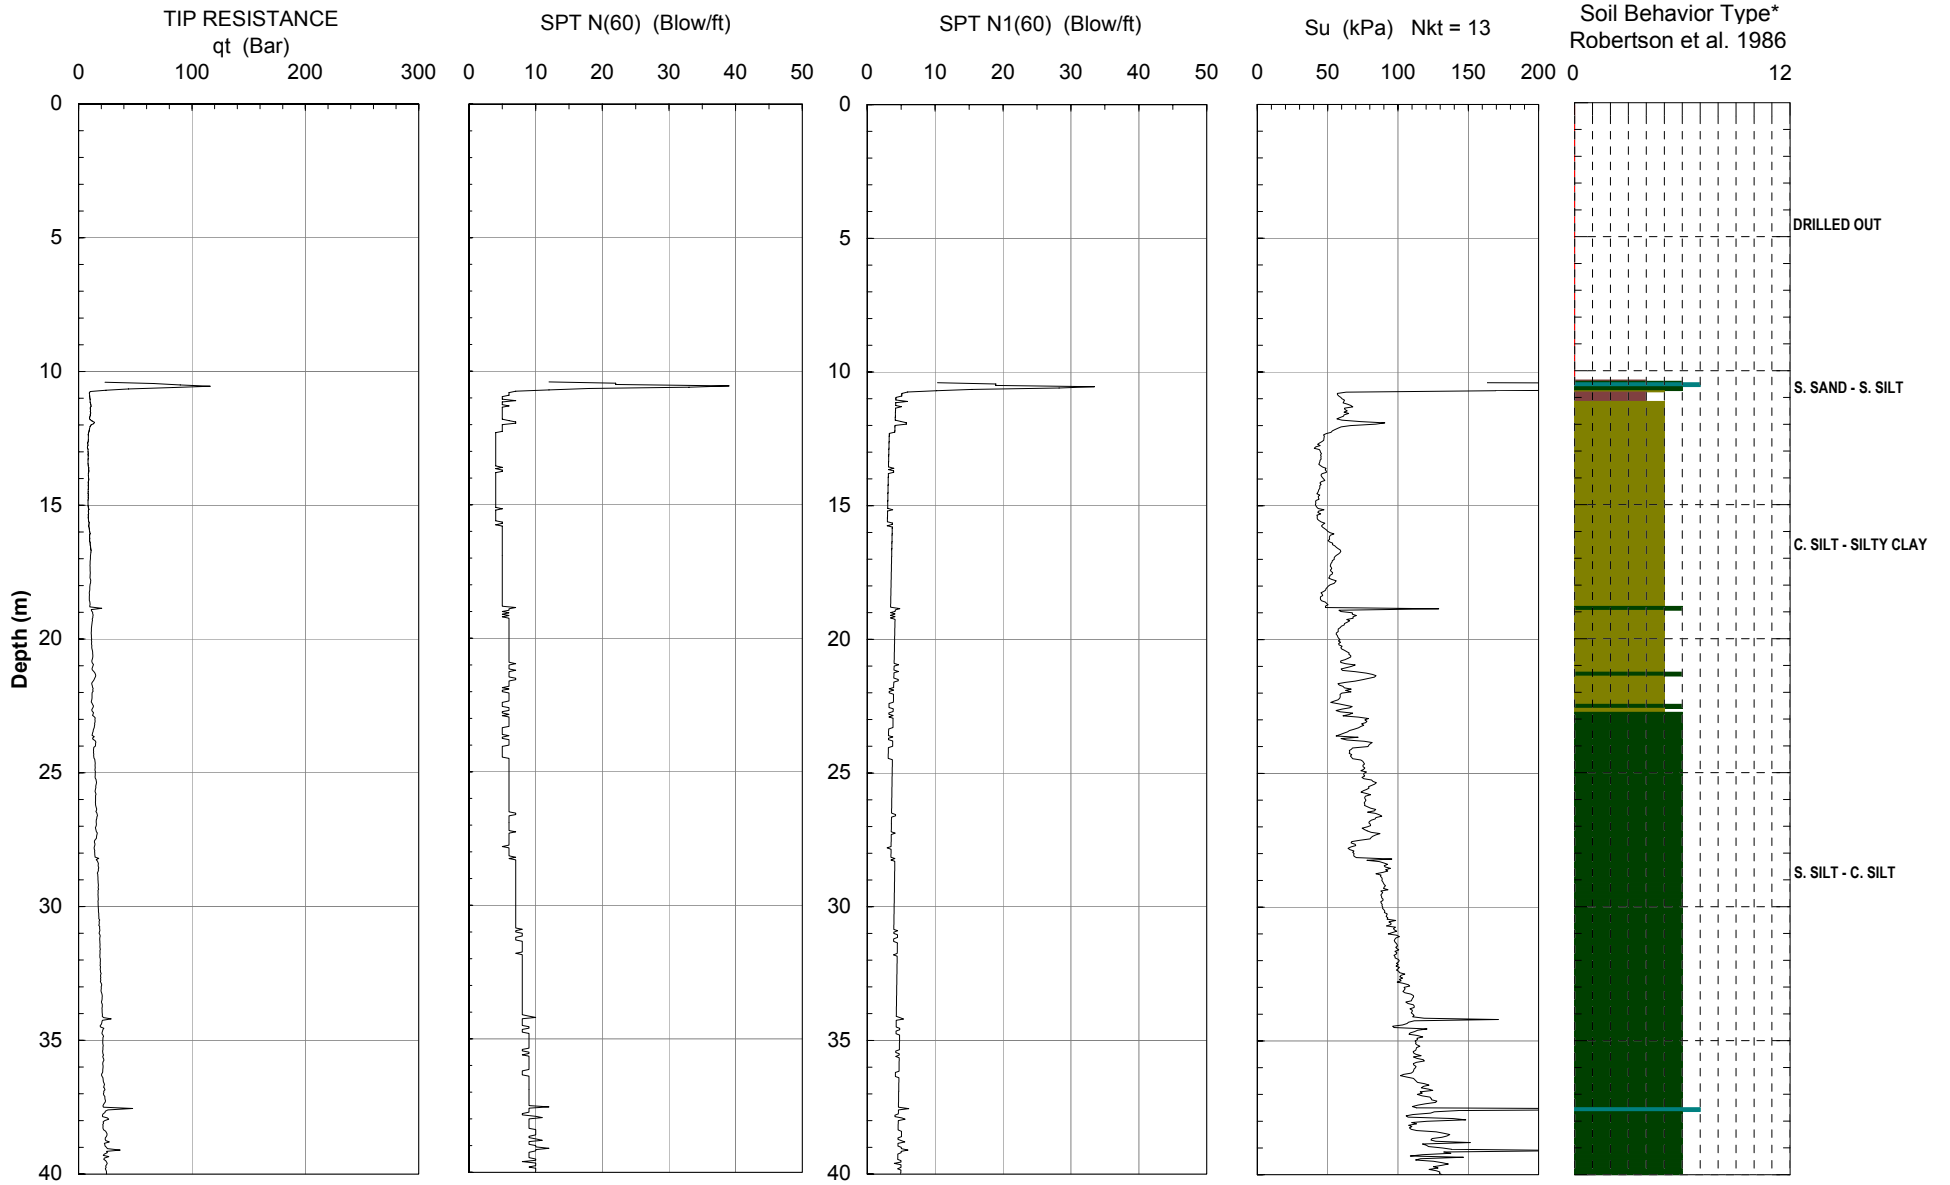 TIP RESISTANCE
qt (Bar)
0 100 200 300
SPT N(60) (Blow/ft)
0 10 20 30 40 50
SPT N1(60) (Blow/ft)
0 10 20 30 40 50
Su (kPa) Nkt = 13
0 50 100 150 200
Soil Behavior Type*
Robertson et al. 1986
0 12
Depth (m)
0
5
10
15
20
25
30
35
40
0
5
10
15
20
25
30
35
40
DRILLED OUT
S. SAND - S. SILT
C. SILT - SILTY CLAY
S. SILT - C. SILT